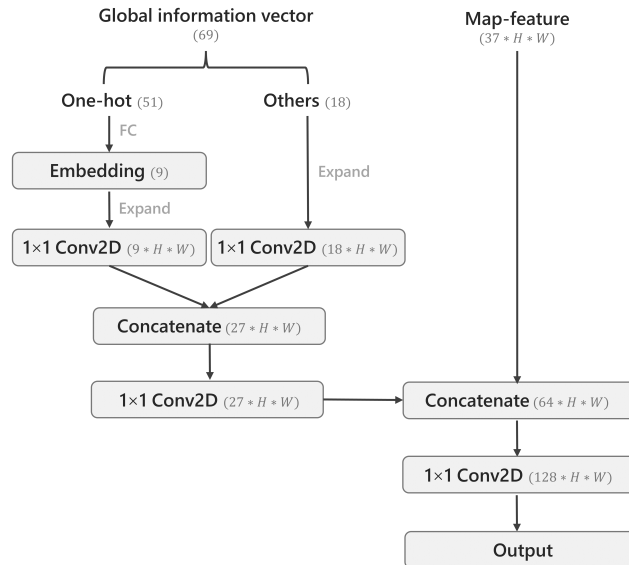 Global information vector
(69)
Map-feature
(37 * H * W)
One-hot (51)
Others (18)
FC
Embedding (9)
Expand
Expand
1×1 Conv2D (9 * H * W)
1×1 Conv2D (18 * H * W)
Concatenate (27 * H * W)
1×1 Conv2D (27 * H * W)
Concatenate (64 * H * W)
1×1 Conv2D (128 * H * W)
Output